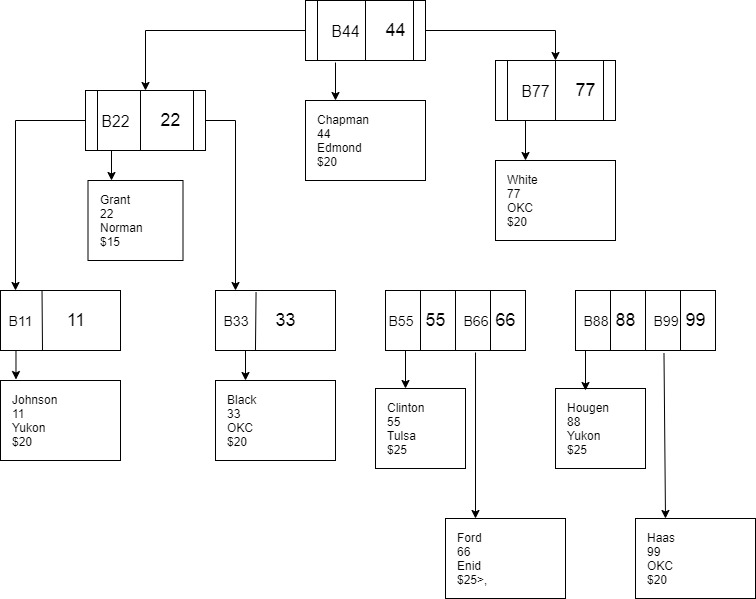 B44 44
B22 22
B77 77
Chapman
44
Edmond
$20
Grant
22
Norman
$15
White
77
OKC
$20
B11 11
B33 33
B55 55 B66 66
B88 88 B99 99
Johnson
11
Yukon
$20
Black
33
OKC
$20
Clinton
55
Tulsa
$25
Hougen
88
Yukon
$25
Ford
66
Enid
$25>,
Haas
99
OKC
$20